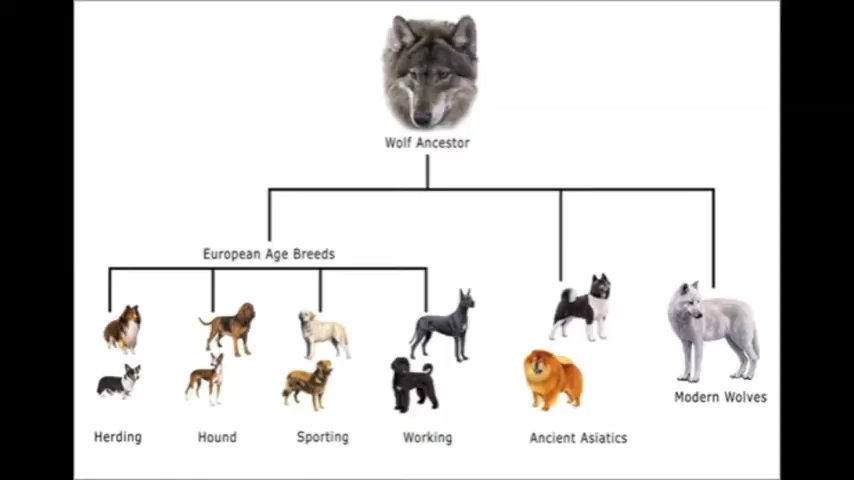 Wolf Ancestor
European Age Breeds
Modern Wolves
Herding
Hound
Sporting
Working
Ancient Asiatics